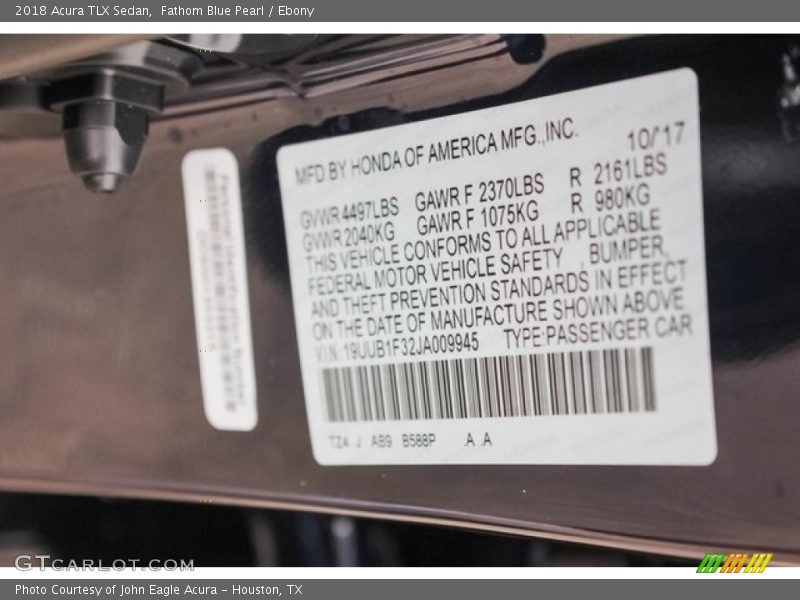 2018 Acura TLX Sedan, Fathom Blue Pearl / Ebony
MFD BY HONDA OF AMERICA MFG.,INC. 10/17
GVWR 4497LBS GAWR F 2370LBS R 2161LBS
GVWR 2040KG GAWR F 1075KG R 980KG
THIS VEHICLE CONFORMS TO ALL APPLICABLE
FEDERAL MOTOR VEHICLE SAFETY , BUMPER,
AND THEFT PREVENTION STANDARDS IN EFFECT
ON THE DATE OF MANUFACTURE SHOWN ABOVE.
V.I.N: 19UUB1F32JA009945 TYPE:PASSENGER CAR
TZ4 J AB9 B588P .A .A
GTCARLOT.COM
Photo Courtesy of John Eagle Acura - Houston, TX